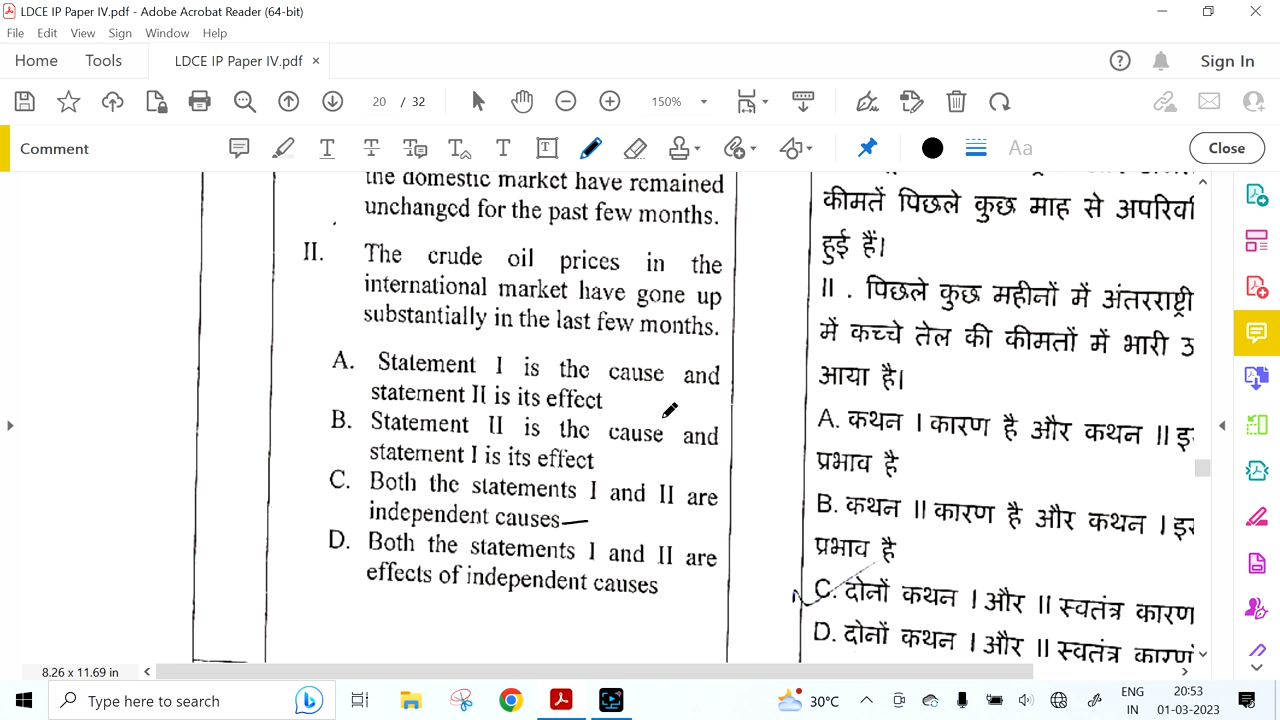 LDCE IP Paper IV.pdf - Adobe Acrobat Reader (64-bit)
File Edit View Sign Window Help
Home Tools LDCE IP Paper IV.pdf × Sign In
20 / 32 150%
Comment Aa Close
the domestic market have remained
unchanged for the past few months.
II. The crude oil prices in the
international market have gone up
substantially in the last few months.
A. Statement I is the cause and
statement II is its effect
B. Statement II is the cause and
statement I is its effect
C. Both the statements I and II are
independent causes
D. Both the statements I and II are
effects of independent causes
कीमतें पिछले कुछ माह से अपरिवर्
हुई हैं।
II . पिछले कुछ महीनों में अंतरराष्ट्री
में कच्चे तेल की कीमतों में भारी उ
आया है।
A. कथन I कारण है और कथन II इस
प्रभाव है
B. कथन II कारण है और कथन I इस
प्रभाव है
C. दोनों कथन I और II स्वतंत्र कारण
D. दोनों कथन I और II स्वतंत्र कारणों
8.26 x 11.69 in
Type here to search 30°C ENG 20:53
IN 01-03-2023